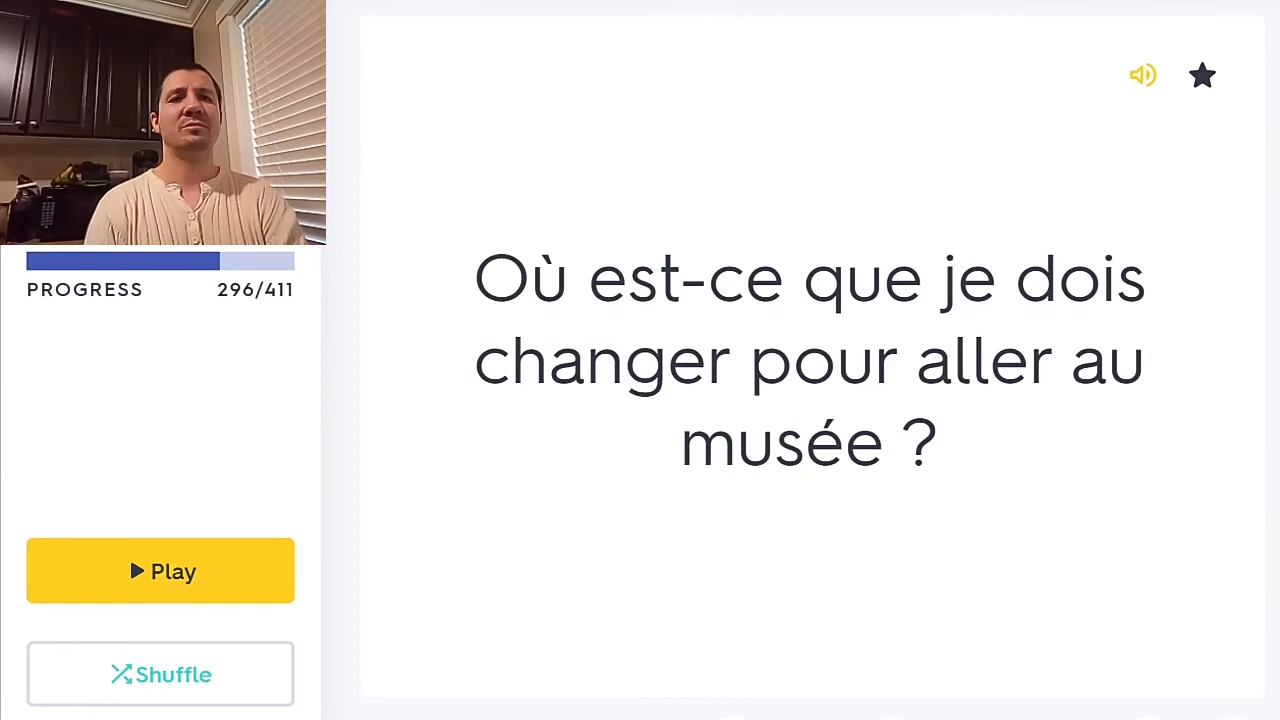 Où est-ce que je dois
changer pour aller au
musée ?
PROGRESS 296/411
Play
Shuffle